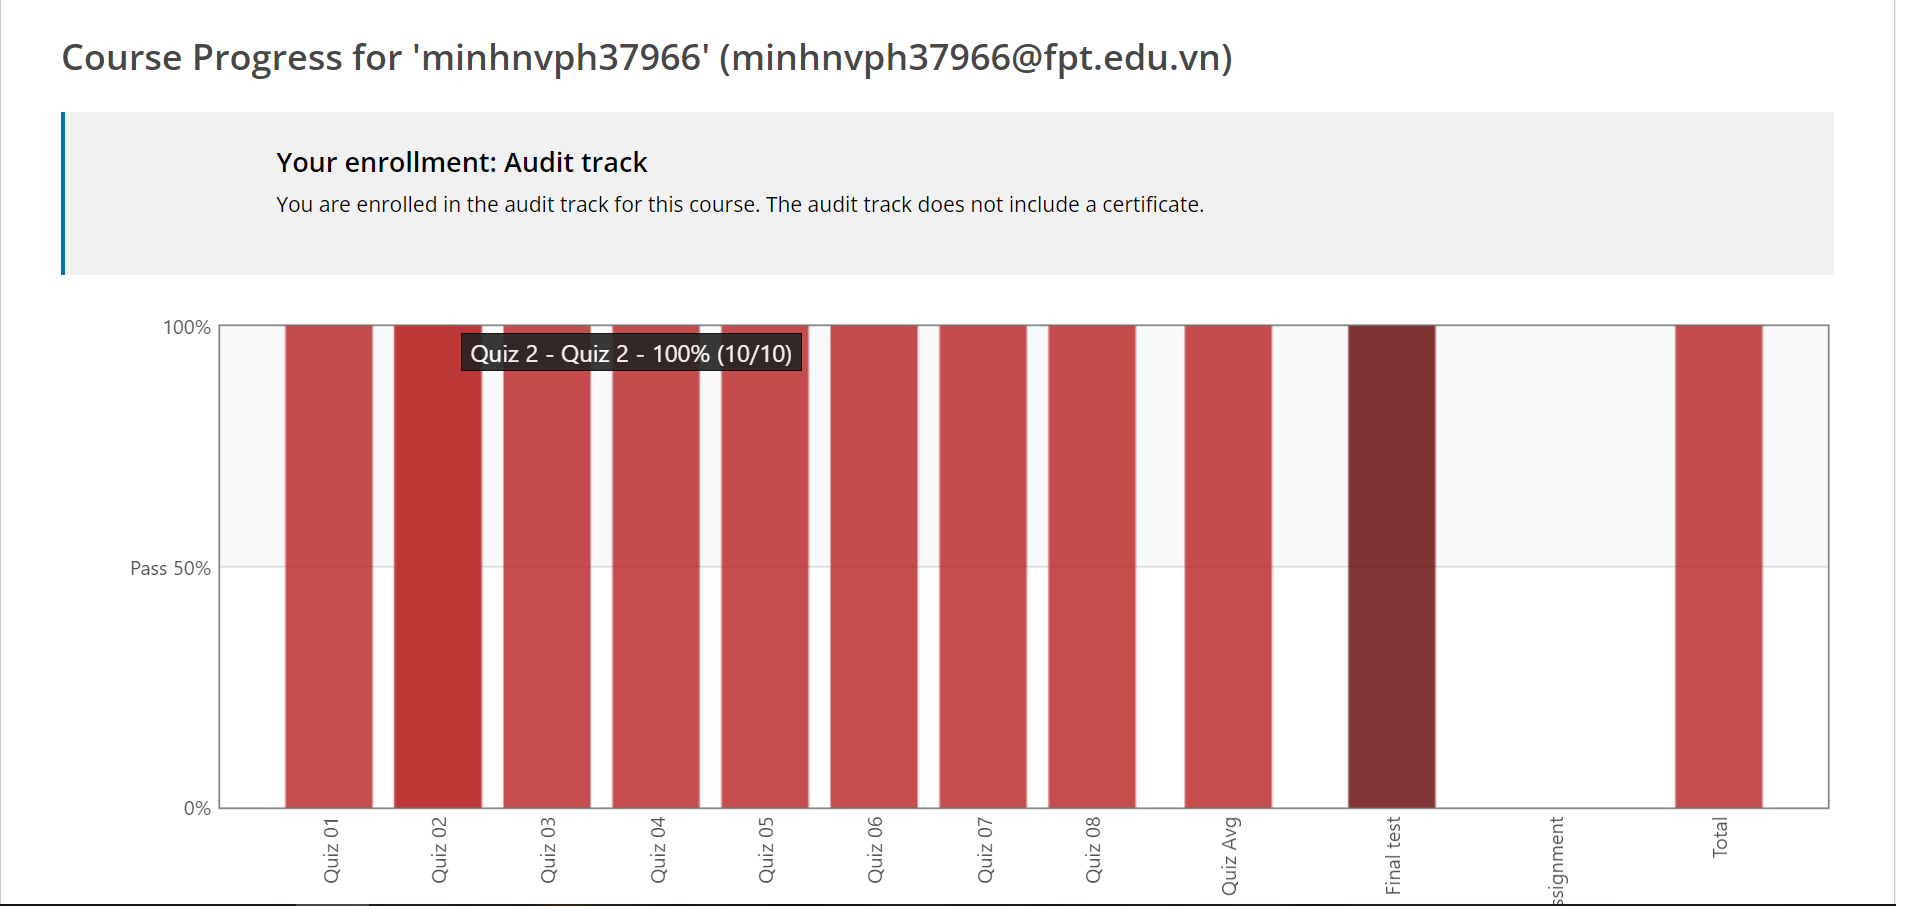 Course Progress for 'minhnvph37966' (minhnvph37966@fpt.edu.vn)
Your enrollment: Audit track
You are enrolled in the audit track for this course. The audit track does not include a certificate.
100%
Quiz 2 - Quiz 2 - 100% (10/10)
Pass 50%
0%
Quiz 01
Quiz 02
Quiz 03
Quiz 04
Quiz 05
Quiz 06
Quiz 07
Quiz 08
Quiz Avg
Final test
ssignment
Total